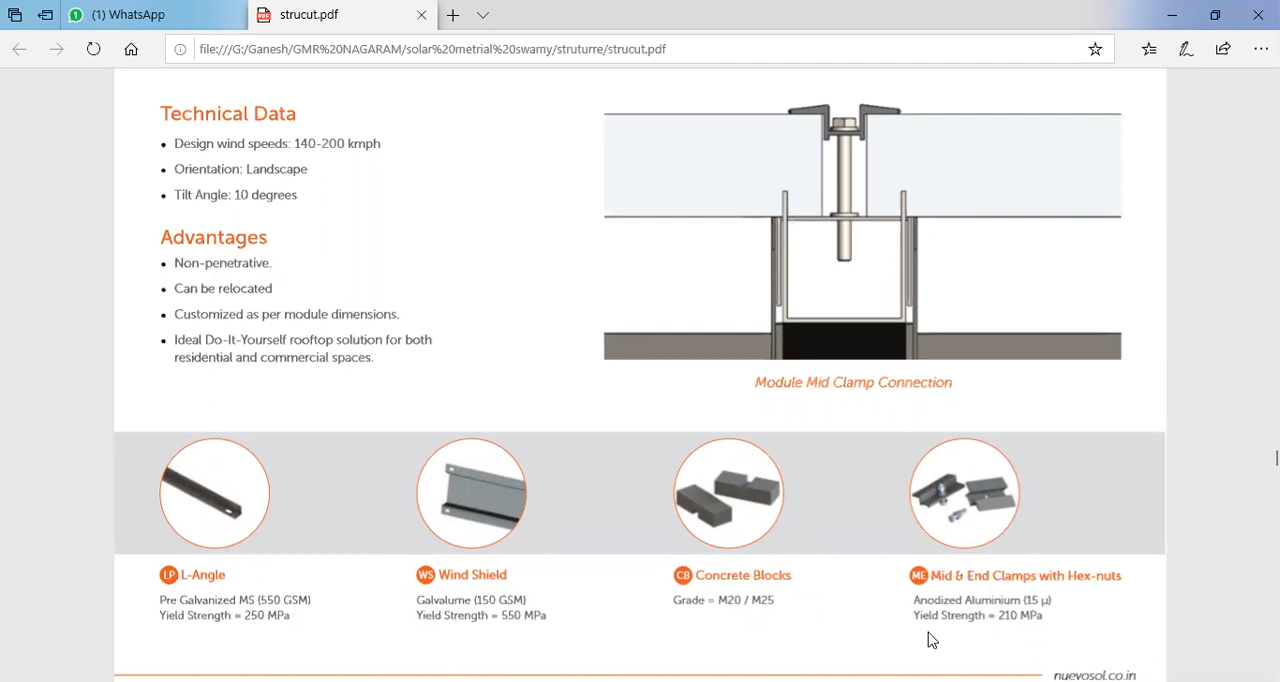 (1) WhatsApp
strucut.pdf
file:///G:/Ganesh/GMR%20NAGARAM/solar%20metrial%20swamy/struturre/strucut.pdf
Technical Data
• Design wind speeds: 140-200 kmph
• Orientation: Landscape
• Tilt Angle: 10 degrees
Advantages
• Non-penetrative.
• Can be relocated
• Customized as per module dimensions.
• Ideal Do-It-Yourself rooftop solution for both
residential and commercial spaces.
Module Mid Clamp Connection
LP L-Angle
Pre Galvanized MS (550 GSM)
Yield Strength = 250 MPa
WS Wind Shield
Galvalume (150 GSM)
Yield Strength = 550 MPa
CB Concrete Blocks
Grade = M20 / M25
ME Mid & End Clamps with Hex-nuts
Anodized Aluminium (15 µ)
Yield Strength = 210 MPa
nuevosol.co.in